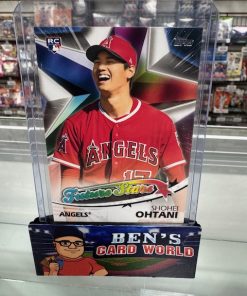 RC
Topps
ANGELS
17
Future Stars
SHOHEI
ANGELS®
OHTANI
BEN'S
CARD WORLD